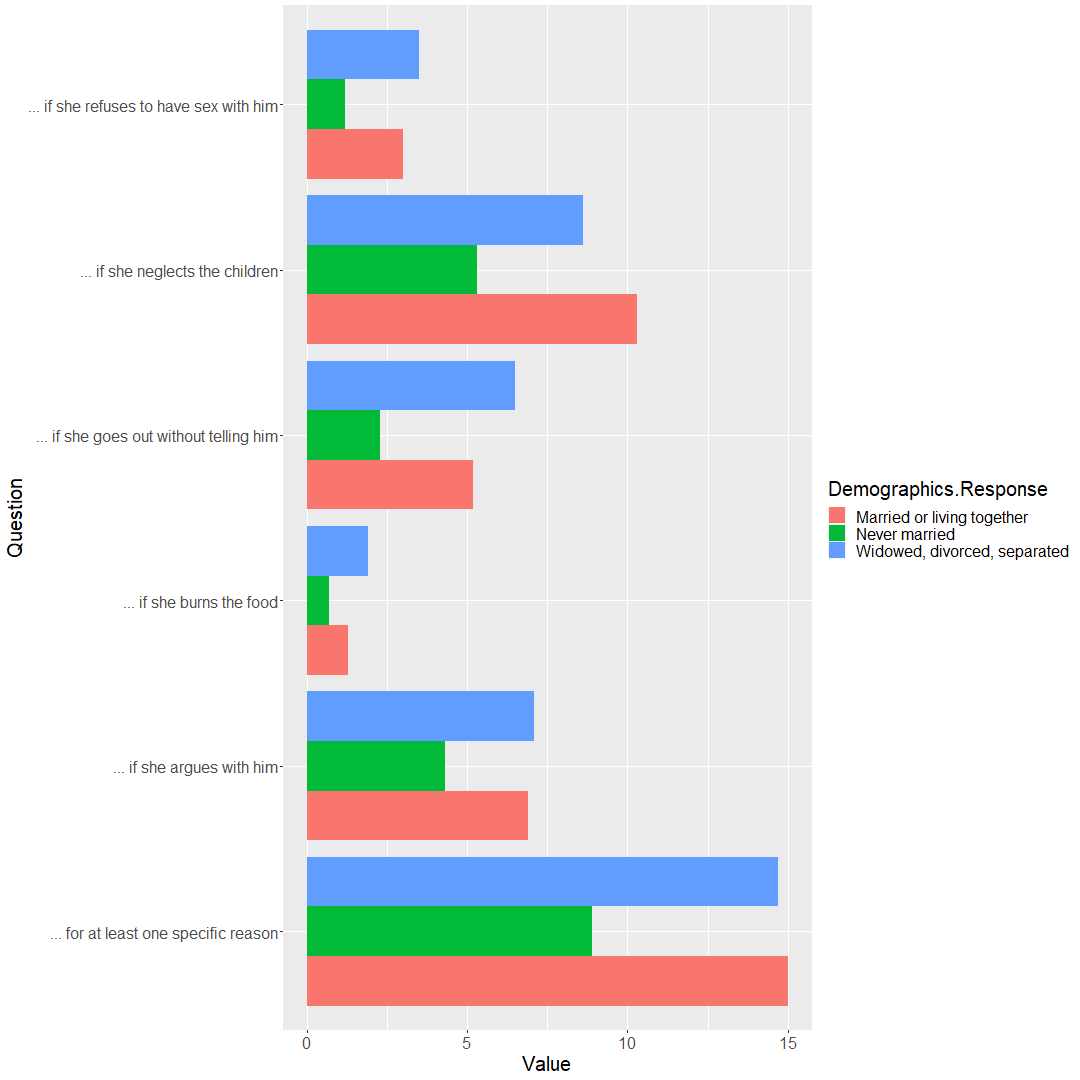 ... if she refuses to have sex with him
... if she neglects the children
... if she goes out without telling him
... if she burns the food
... if she argues with him
... for at least one specific reason
Question
0 5 10 15
Value
Demographics.Response
Married or living together
Never married
Widowed, divorced, separated